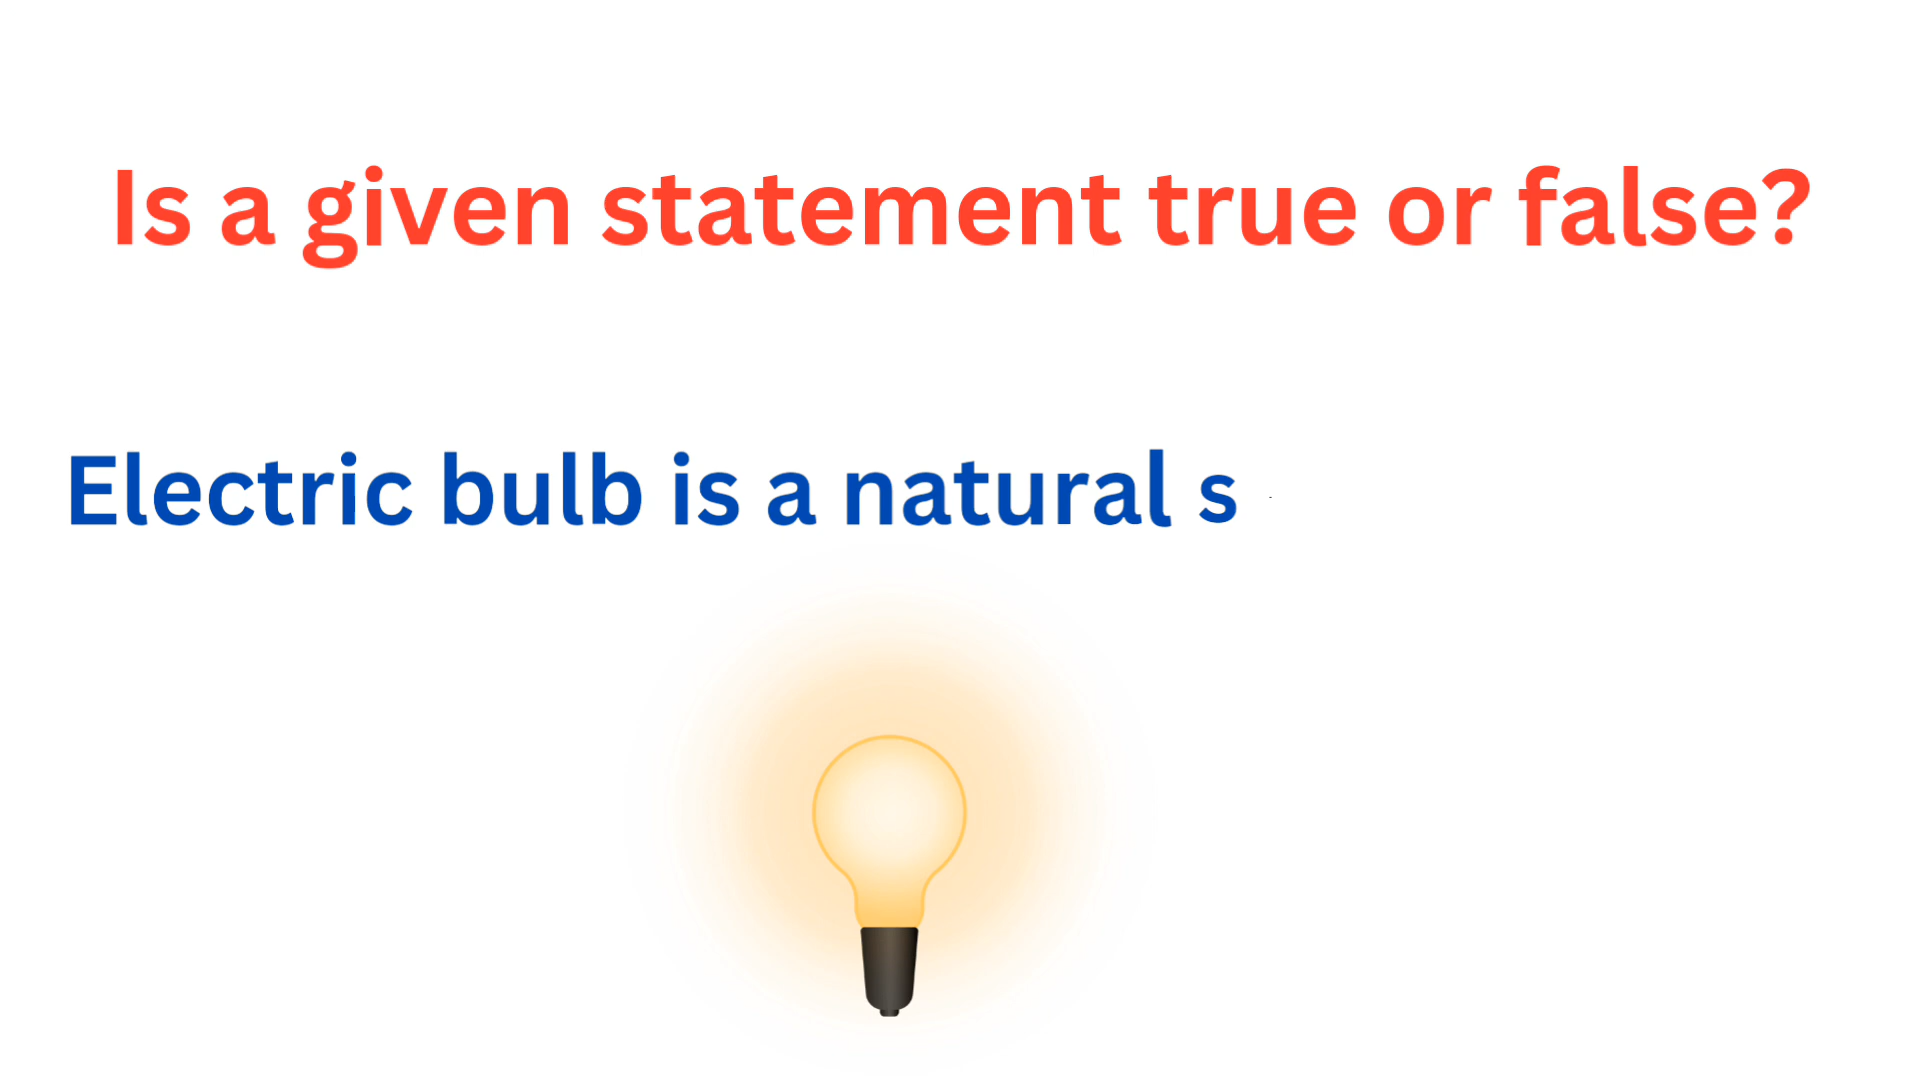 Is a given statement true or false?
Electric bulb is a natural s